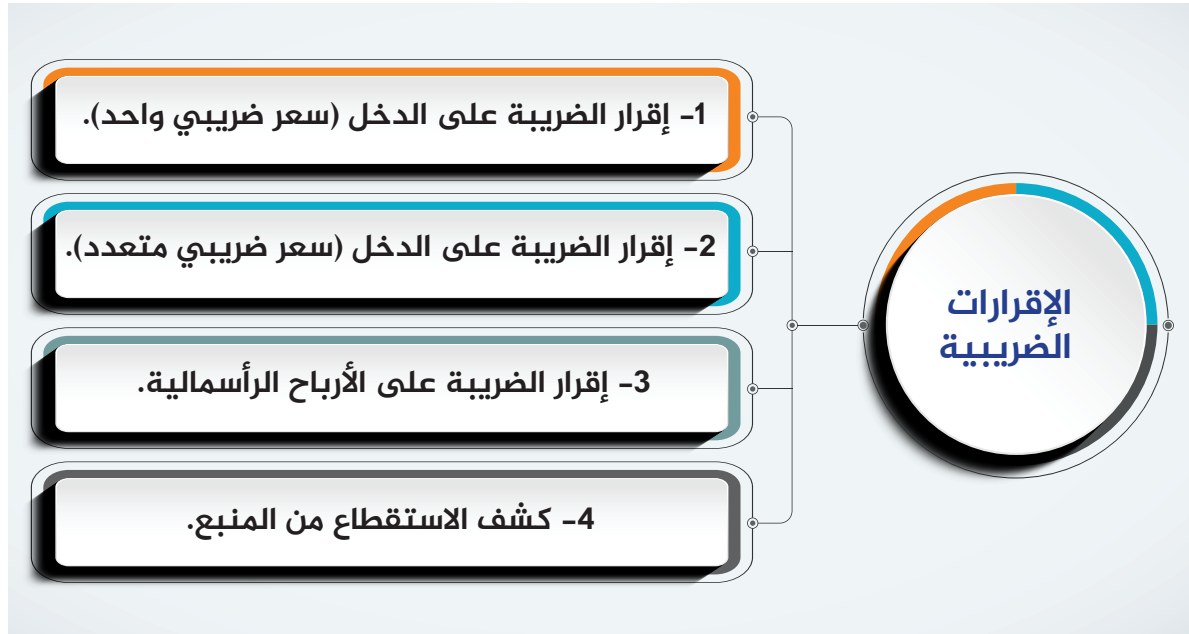 الإقرارات
الضريبية
1- إقرار الضريبة على الدخل (سعر ضريبي واحد).
2- إقرار الضريبة على الدخل (سعر ضريبي متعدد).
3- إقرار الضريبة على الأرباح الرأسمالية.
4- كشف الاستقطاع من المنبع.